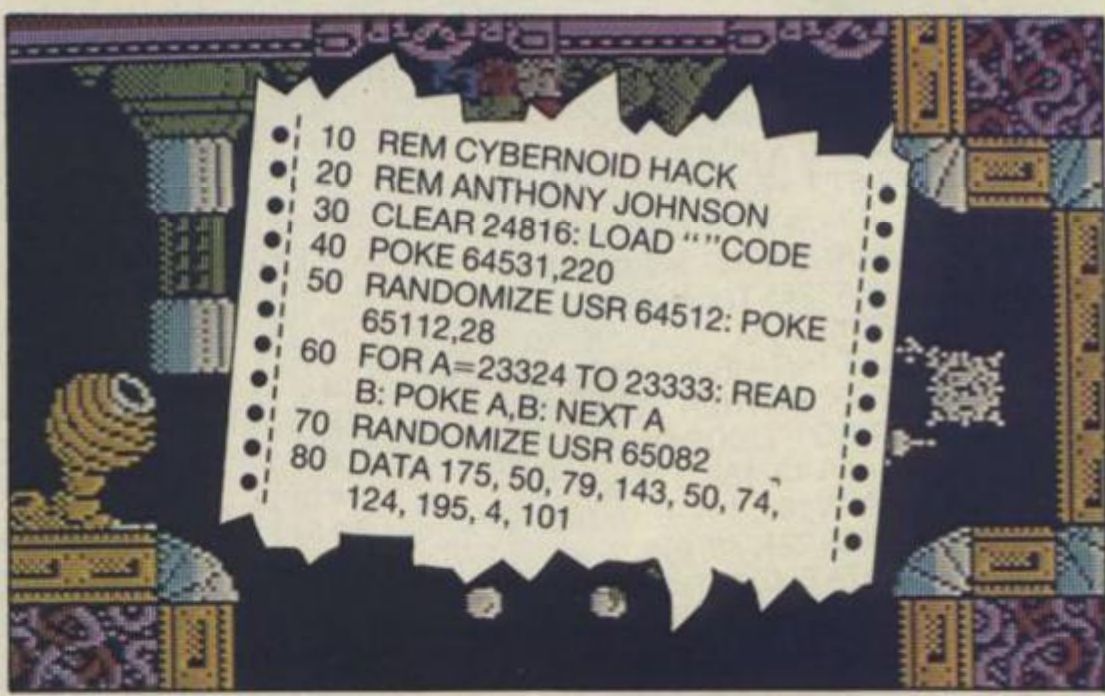 10 REM CYBERNOID HACK
20 REM ANTHONY JOHNSON
30 CLEAR 24816: LOAD “”CODE
40 POKE 64531,220
50 RANDOMIZE USR 64512: POKE
65112,28
60 FOR A=23324 TO 23333: READ
B: POKE A,B: NEXT A
70 RANDOMIZE USR 65082
80 DATA 175, 50, 79, 143, 50, 74,
124, 195, 4, 101